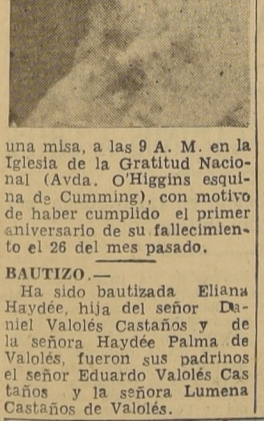 una misa, a las 9 A. M. en la
Iglesia de la Gratitud Nacio-
nal (Avda. O'Higgins esqui-
na de Cumming), con motivo
de haber cumplido el primer
aniversario de su fallecimien-
to el 26 del mes pasado.
BAUTIZO.—
Ha sido bautizada Eliana
Haydée, hija del señor Da-
niel Valolés Castaños y de
la señora Haydée Palma de
Valolés, fueron sus padrinos
el señor Eduardo Valolés Cas
taños y la señora Lumena
Castaños de Valolés.